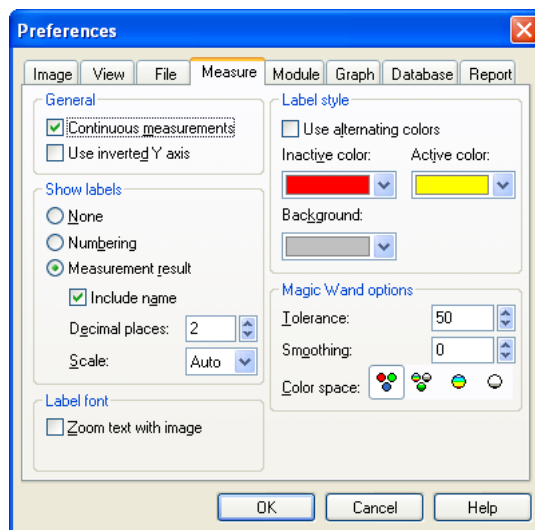 Preferences
Image View File Measure Module Graph Database Report
General
Continuous measurements
Use inverted Y axis
Show labels
None
Numbering
Measurement result
Include name
Decimal places: 2
Scale: Auto
Label font
Zoom text with image
Label style
Use alternating colors
Inactive color: Active color:
Background:
Magic Wand options
Tolerance: 50
Smoothing: 0
Color space:
OK Cancel Help